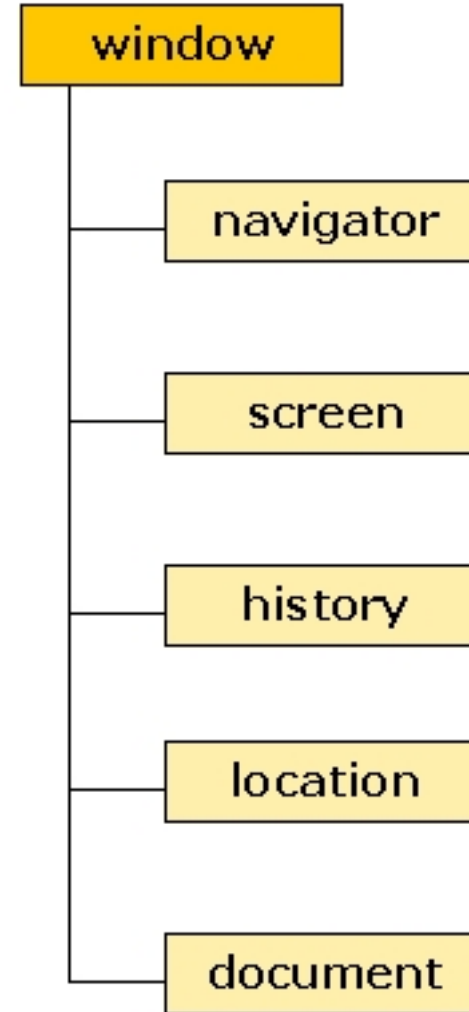 window
navigator
screen
history
location
document